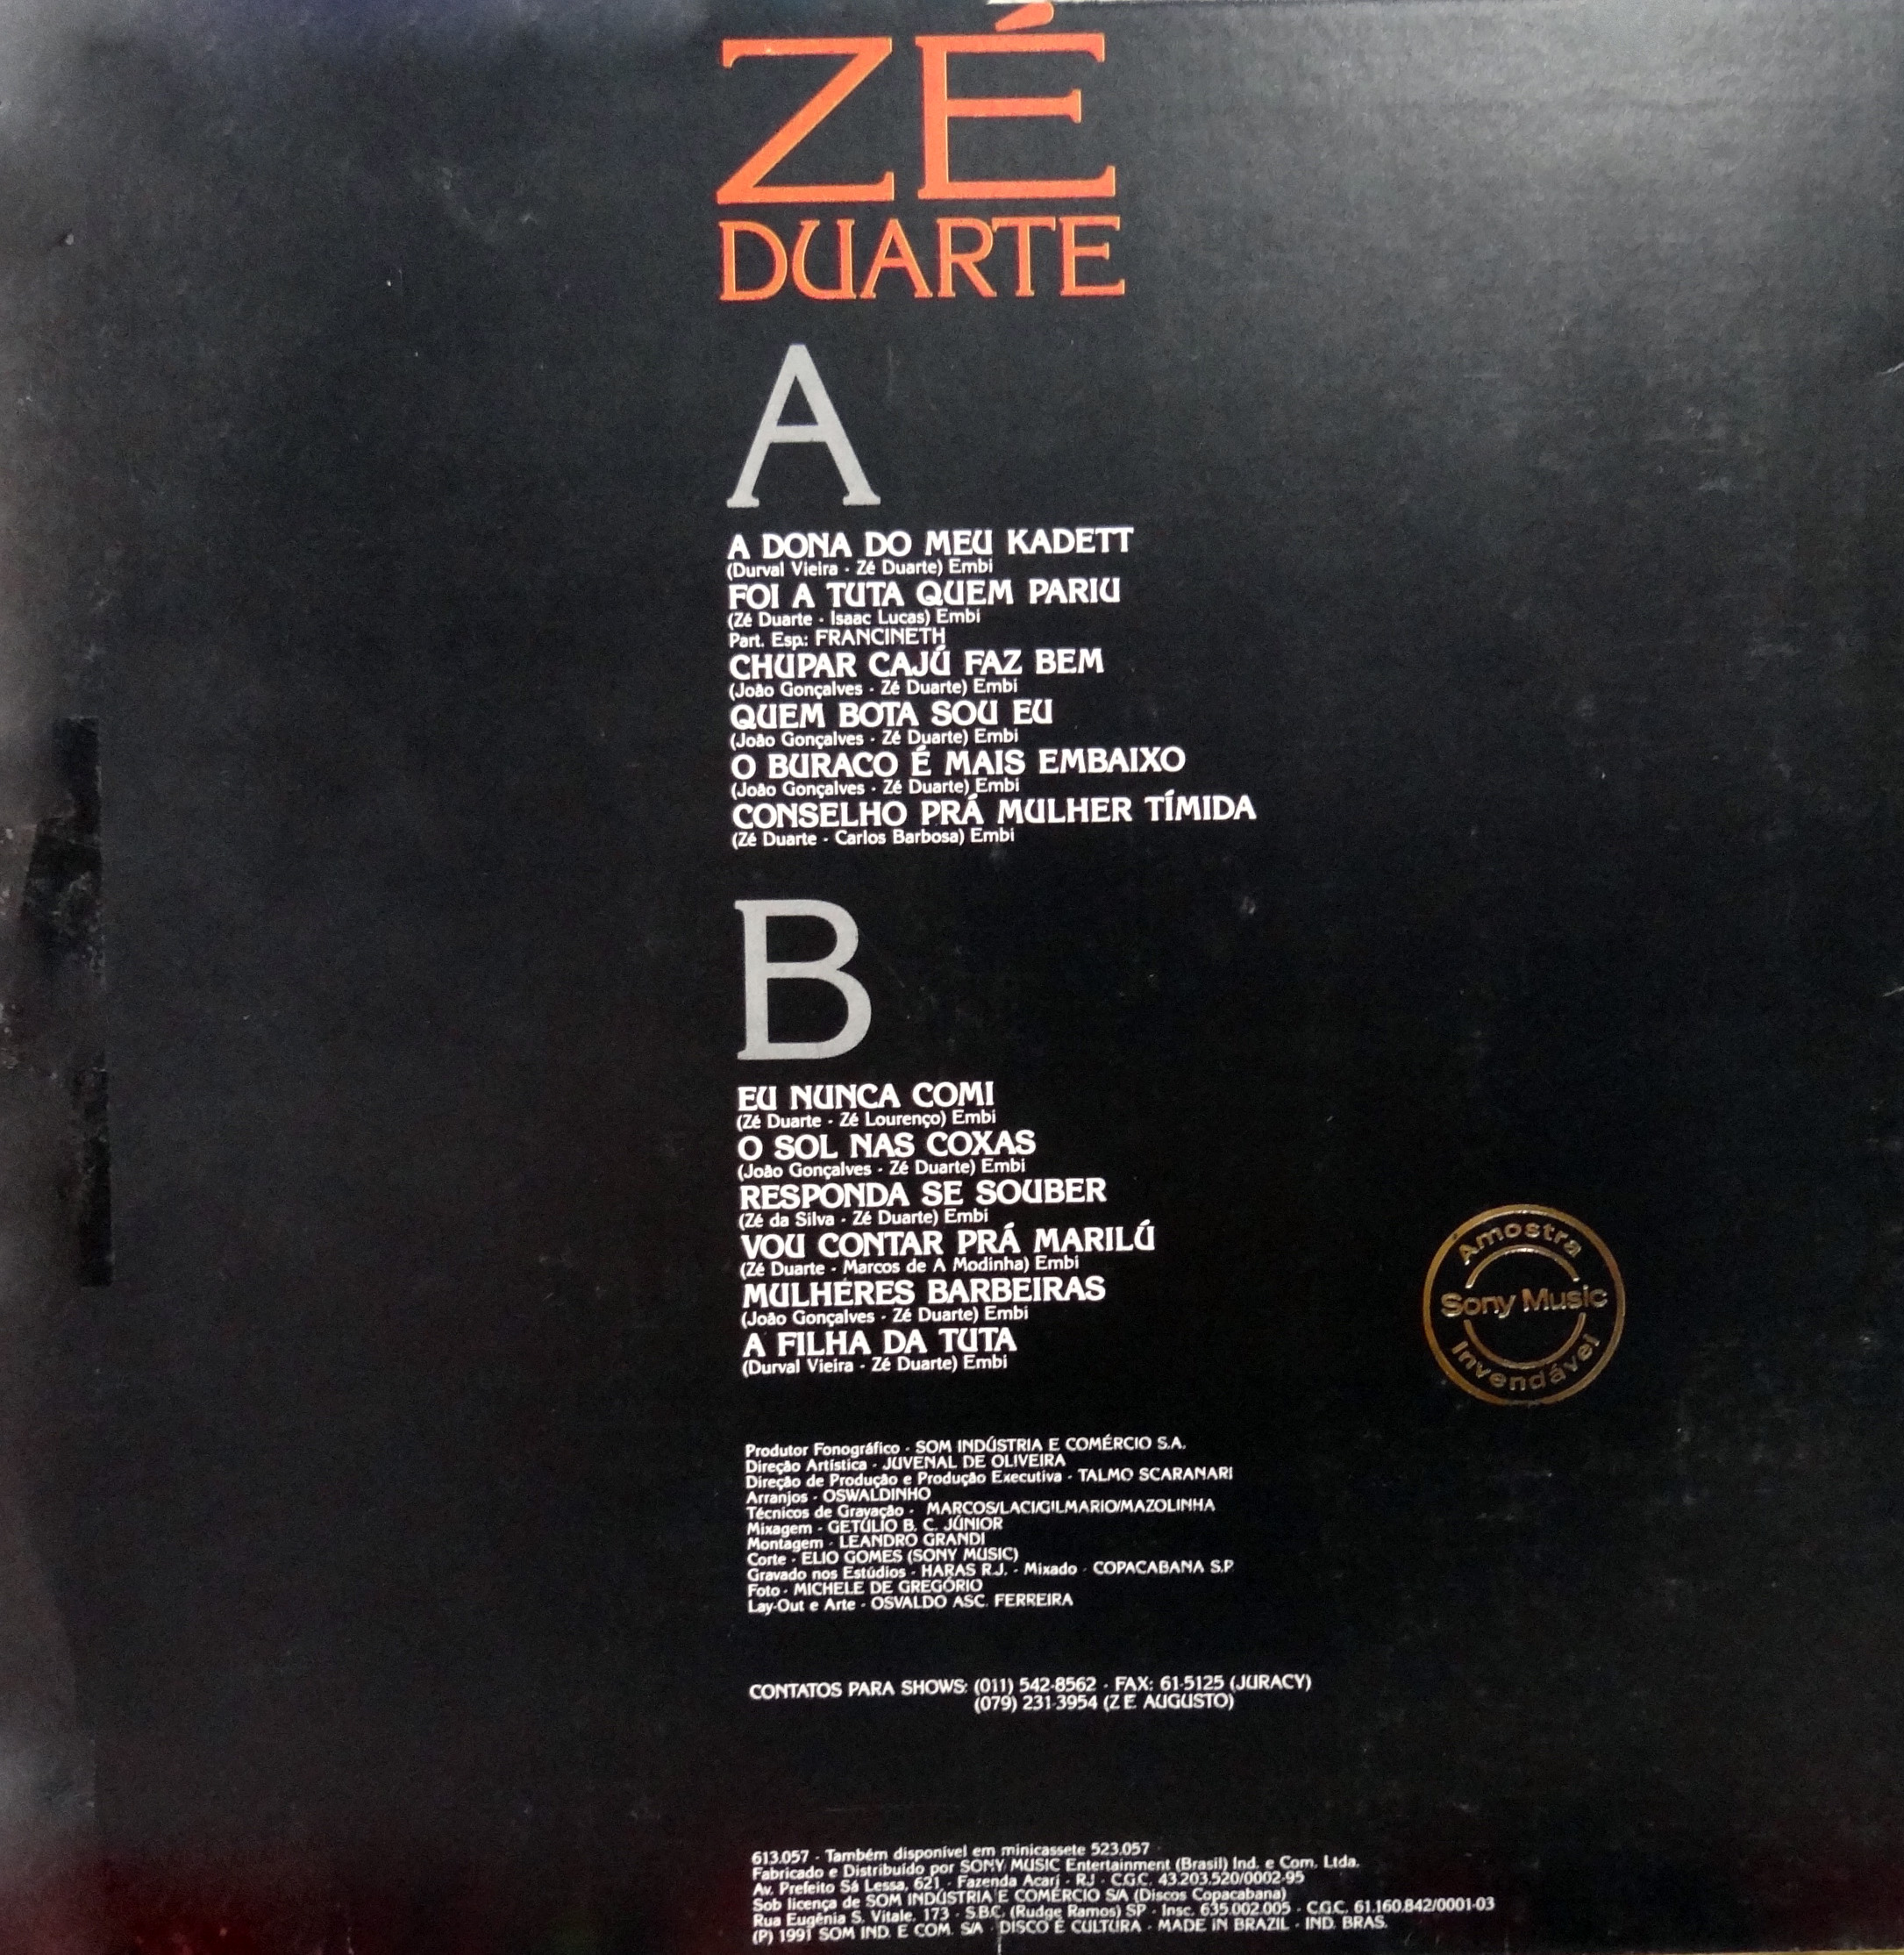 ZÉ
DUARTE
A
A DONA DO MEU KADETT
(Durval Vieira - Zé Duarte) Embi
FOI A TUTA QUEM PARIU
(Zé Duarte - Isaac Lucas) Embi
Part. Esp.: FRANCINETH
CHUPAR CAJÚ FAZ BEM
(João Gonçalves - Zé Duarte) Embi
QUEM BOTA SOU EU
(João Gonçalves - Zé Duarte) Embi
O BURACO É MAIS EMBAIXO
(João Gonçalves - Zé Duarte) Embi
CONSELHO PRÁ MULHER TÍMIDA
(Zé Duarte - Carlos Barbosa) Embi
B
EU NUNCA COMI
(Zé Duarte - Zé Lourenço) Embi
O SOL NAS COXAS
(João Gonçalves - Zé Duarte) Embi
RESPONDA SE SOUBER
(Zé da Silva - Zé Duarte) Embi
VOU CONTAR PRÁ MARILÚ
(Zé Duarte - Marcos de A Modinha) Embi
MULHERES BARBEIRAS
(João Gonçalves - Zé Duarte) Embi
A FILHA DA TUTA
(Durval Vieira - Zé Duarte) Embi
Amostra
Sony Music
Invendável
Produtor Fonográfico - SOM INDÚSTRIA E COMÉRCIO S.A.
Direção Artística - JUVENAL DE OLIVEIRA
Direção de Produção e Produção Executiva - TALMO SCARANARI
Arranjos - OSWALDINHO
Técnicos de Gravação - MARCOS/LACI/GILMARIO/MAZOLINHA
Mixagem - GETÚLIO B. C. JÚNIOR
Montagem - LEANDRO GRANDI
Corte - ELIO GOMES (SONY MUSIC)
Gravado nos Estúdios - HARAS R.J. - Mixado - COPACABANA S.P.
Foto - MICHELE DE GREGÓRIO
Lay-Out e Arte - OSVALDO ASC. FERREIRA
CONTATOS PARA SHOWS: (011) 542-8562 - FAX: 61-5125 (JURACY)
(079) 231-3954 (Z E. AUGUSTO)
613.057 - Também disponível em minicassete 523.057
Fabricado e Distribuído por SONY MUSIC Entertainment (Brasil) Ind. e Com. Ltda.
Av. Prefeito Sá Lessa, 621 - Fazenda Acari - RJ - C.G.C. 43.203.520/0002-95
Sob licença de SOM INDÚSTRIA E COMÉRCIO S/A (Discos Copacabana)
Rua Eugênia S. Vitale, 173 - S.B.C. (Rudge Ramos) SP - Insc. 635.002.005 - C.G.C. 61.160.842/0001-03
(P) 1991 SOM IND. E COM. S/A - DISCO É CULTURA - MADE IN BRAZIL - IND. BRAS.